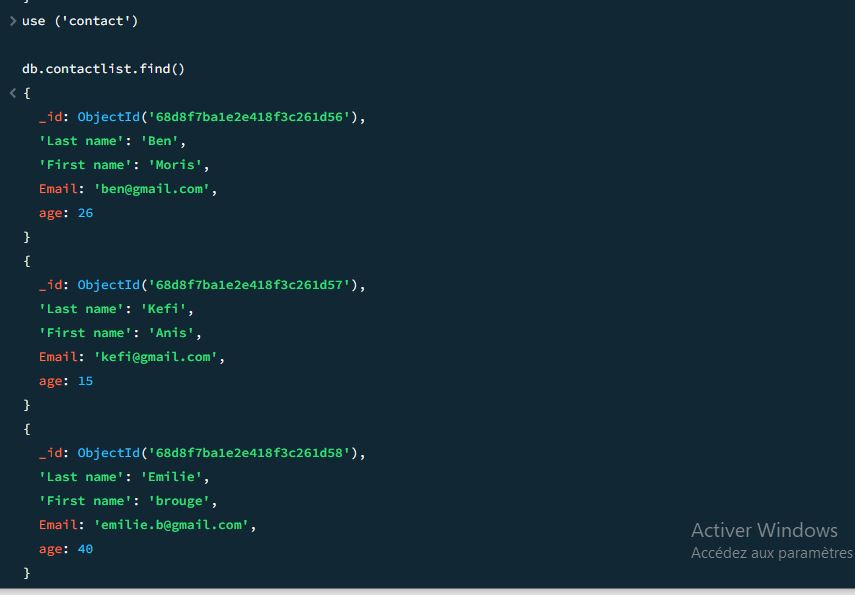 }
> use ('contact')
db.contactlist.find()
< {
_id: ObjectId('68d8f7ba1e2e418f3c261d56'),
'Last name': 'Ben',
'First name': 'Moris',
Email: 'ben@gmail.com',
age: 26
}
{
_id: ObjectId('68d8f7ba1e2e418f3c261d57'),
'Last name': 'Kefi',
'First name': 'Anis',
Email: 'kefi@gmail.com',
age: 15
}
{
_id: ObjectId('68d8f7ba1e2e418f3c261d58'),
'Last name': 'Emilie',
'First name': 'brouge',
Email: 'emilie.b@gmail.com',
age: 40
}
Activer Windows
Accédez aux paramètres